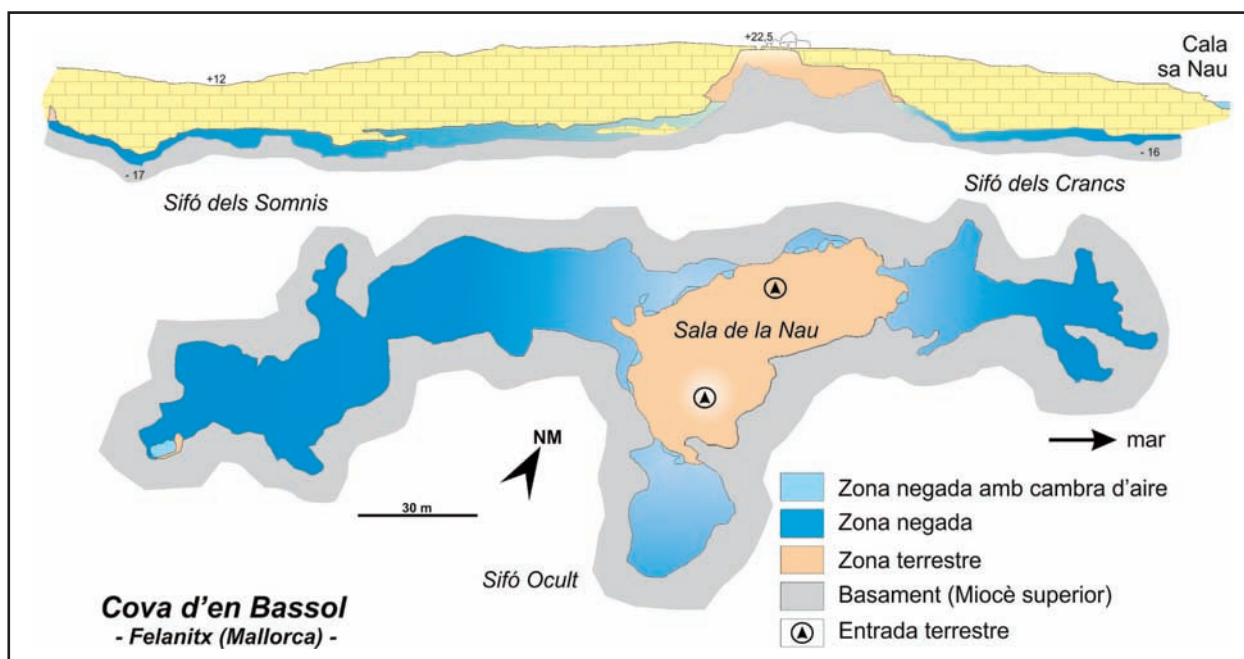 +22,5
Cala
sa Nau
+12
- 17
- 16
Sifó dels Somnis
Sifó dels Crancs
Sala de la Nau
NM
mar
30 m
Zona negada amb cambra d'aire
Zona negada
Zona terrestre
Sifó Ocult
Basament (Miocè superior)
Cova d'en Bassol
- Felanitx (Mallorca) -
Entrada terrestre